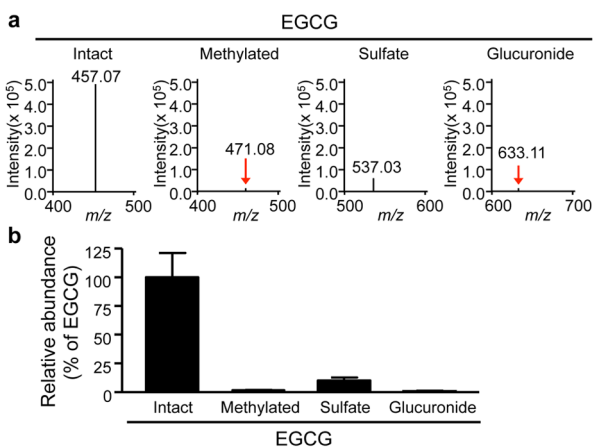 a
EGCG
Intact Methylated Sulfate Glucuronide
Intensity(x 10⁵)
5.0
4.0
3.0
2.0
1.0
0.0
457.07
400 500
m/z
Intensity(x 10⁵)
5.0
4.0
3.0
2.0
1.0
0.0
471.08
400 500
m/z
Intensity(x 10⁵)
5.0
4.0
3.0
2.0
1.0
0.0
537.03
500 600
m/z
Intensity(x 10⁵)
5.0
4.0
3.0
2.0
1.0
0.0
633.11
600 700
m/z
b
Relative abundance
(% of EGCG)
125
100
75
50
25
0
Intact Methylated Sulfate Glucuronide
EGCG